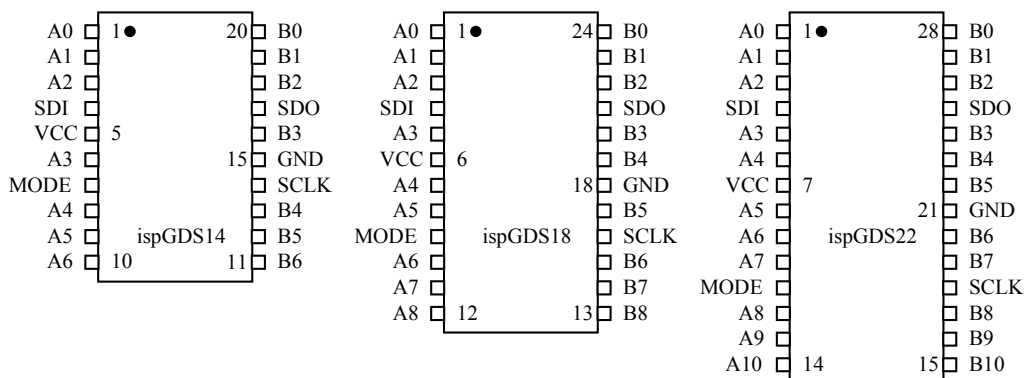 A0 1 20 B0
A1 B1
A2 B2
SDI SDO
VCC 5 B3
A3 15 GND
MODE SCLK
A4 B4
A5 ispGDS14 B5
A6 10 11 B6
A0 1 24 B0
A1 B1
A2 B2
SDI SDO
A3 B3
VCC 6 B4
A4 18 GND
A5 B5
MODE ispGDS18 SCLK
A6 B6
A7 B7
A8 12 13 B8
A0 1 28 B0
A1 B1
A2 B2
SDI SDO
A3 B3
A4 B4
VCC 7 B5
A5 21 GND
A6 ispGDS22 B6
A7 B7
MODE SCLK
A8 B8
A9 B9
A10 14 15 B10